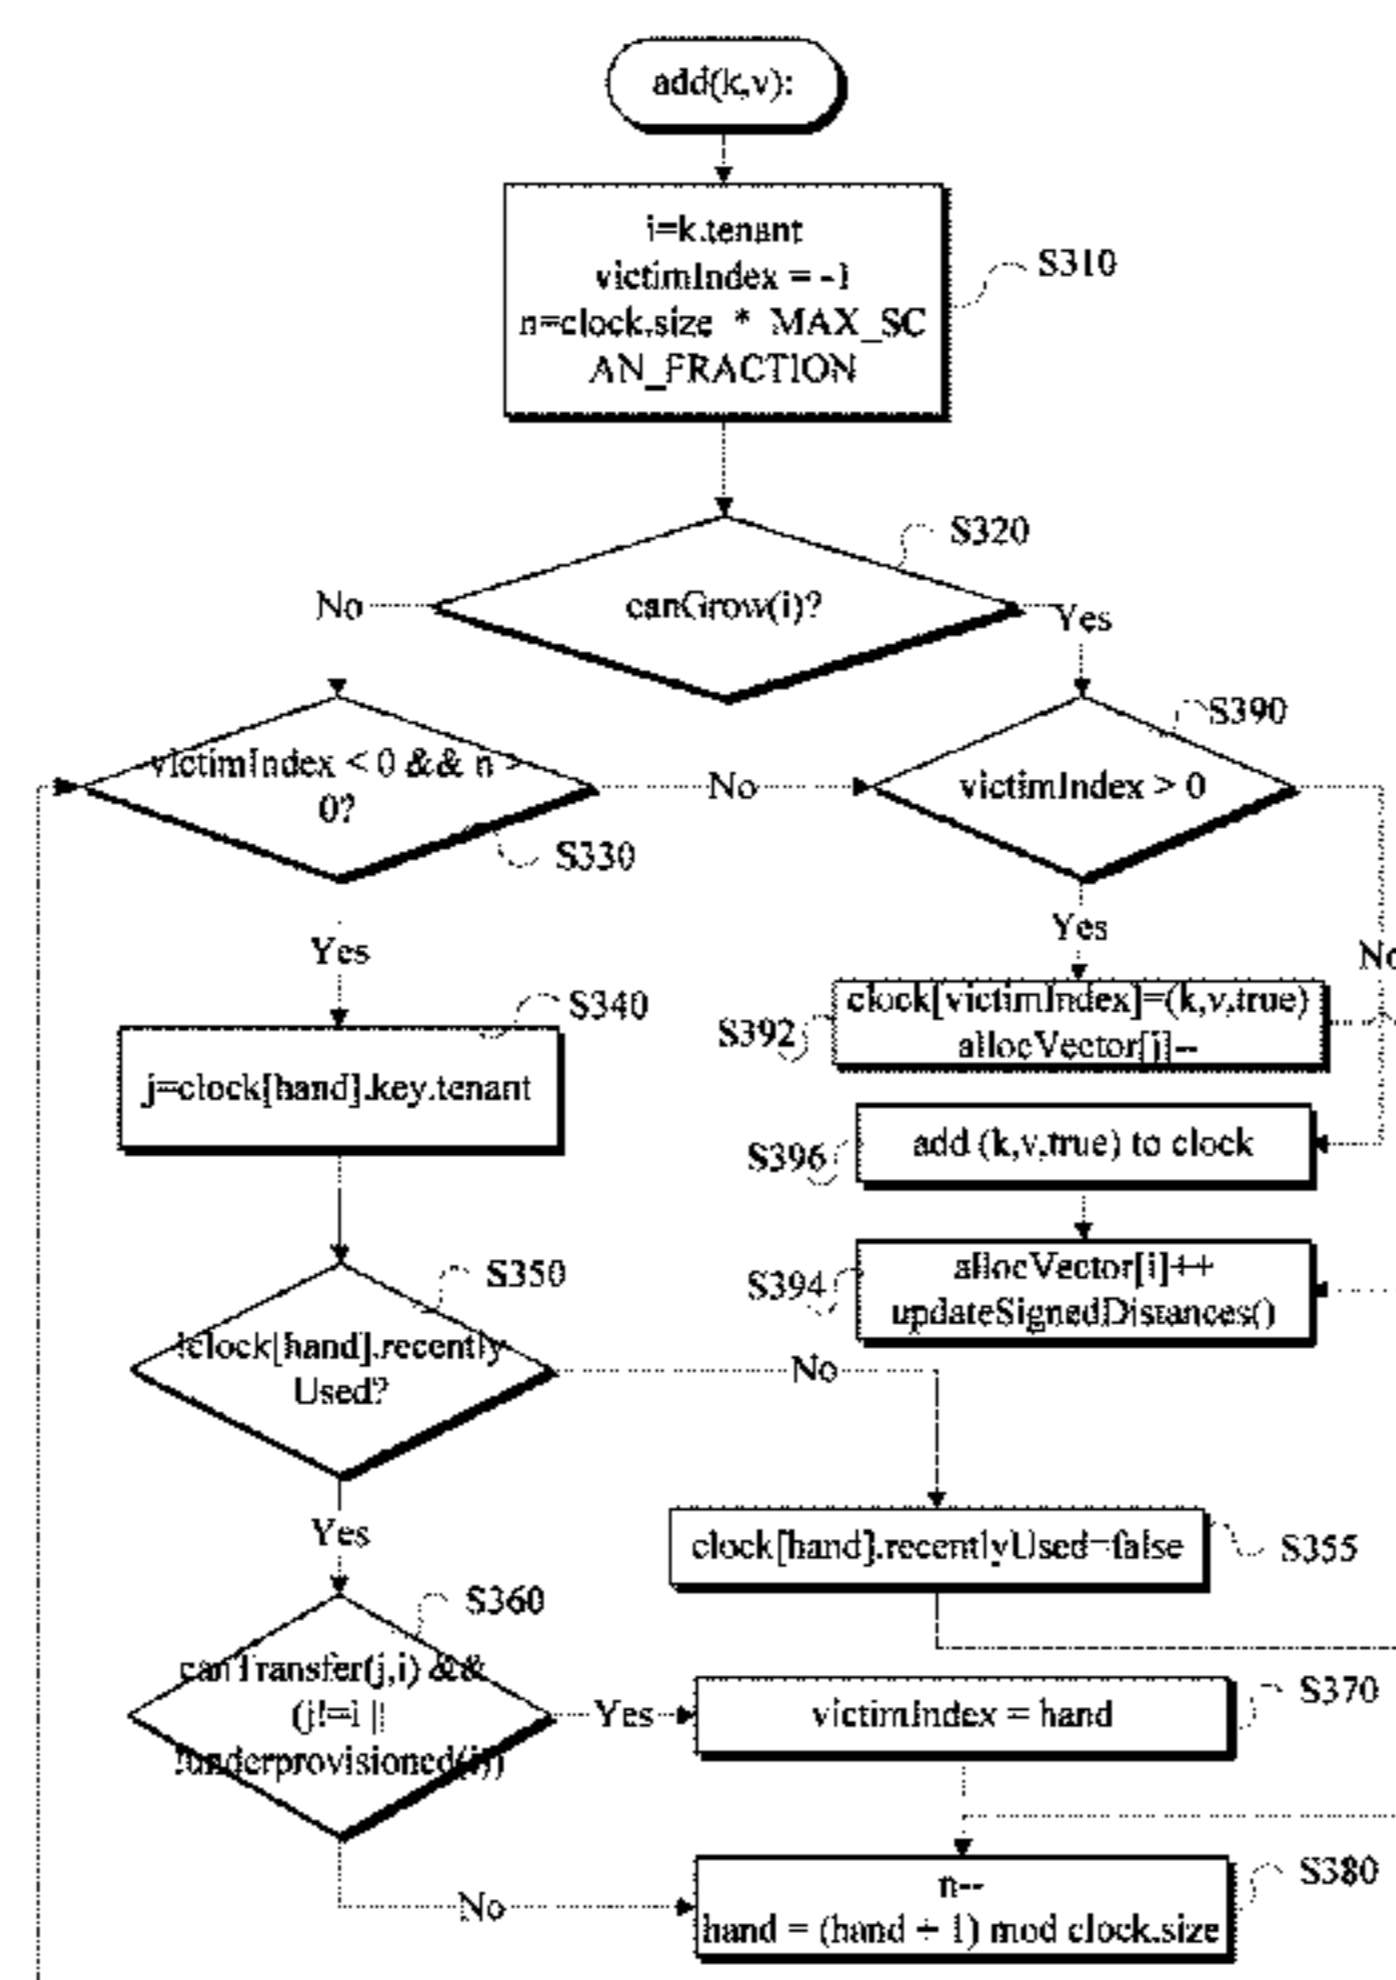 add(k,v):
i=k.tenant
victimIndex = -1
n=clock.size * MAX_SC
AN_FRACTION
S310
S320
canGrow(i)?
No
Yes
S390
victimIndex < 0 && n >
0?
No
victimIndex > 0
S330
Yes
Yes
No
S340
clock[victimIndex]=(k,v,true)
allocVector[j]--
S392
j=clock[hand].key.tenant
add (k,v,true) to clock
S396
S350
allocVector[i]++
updateSignedDistances()
S394
!clock[hand].recently
Used?
No
Yes
clock[hand].recentlyUsed=false
S355
S360
canTransfer(j,i) &&
(j!=i ||
!underprovisioned(i))
Yes
victimIndex = hand
S370
No
n--
hand = (hand + 1) mod clock.size
S380